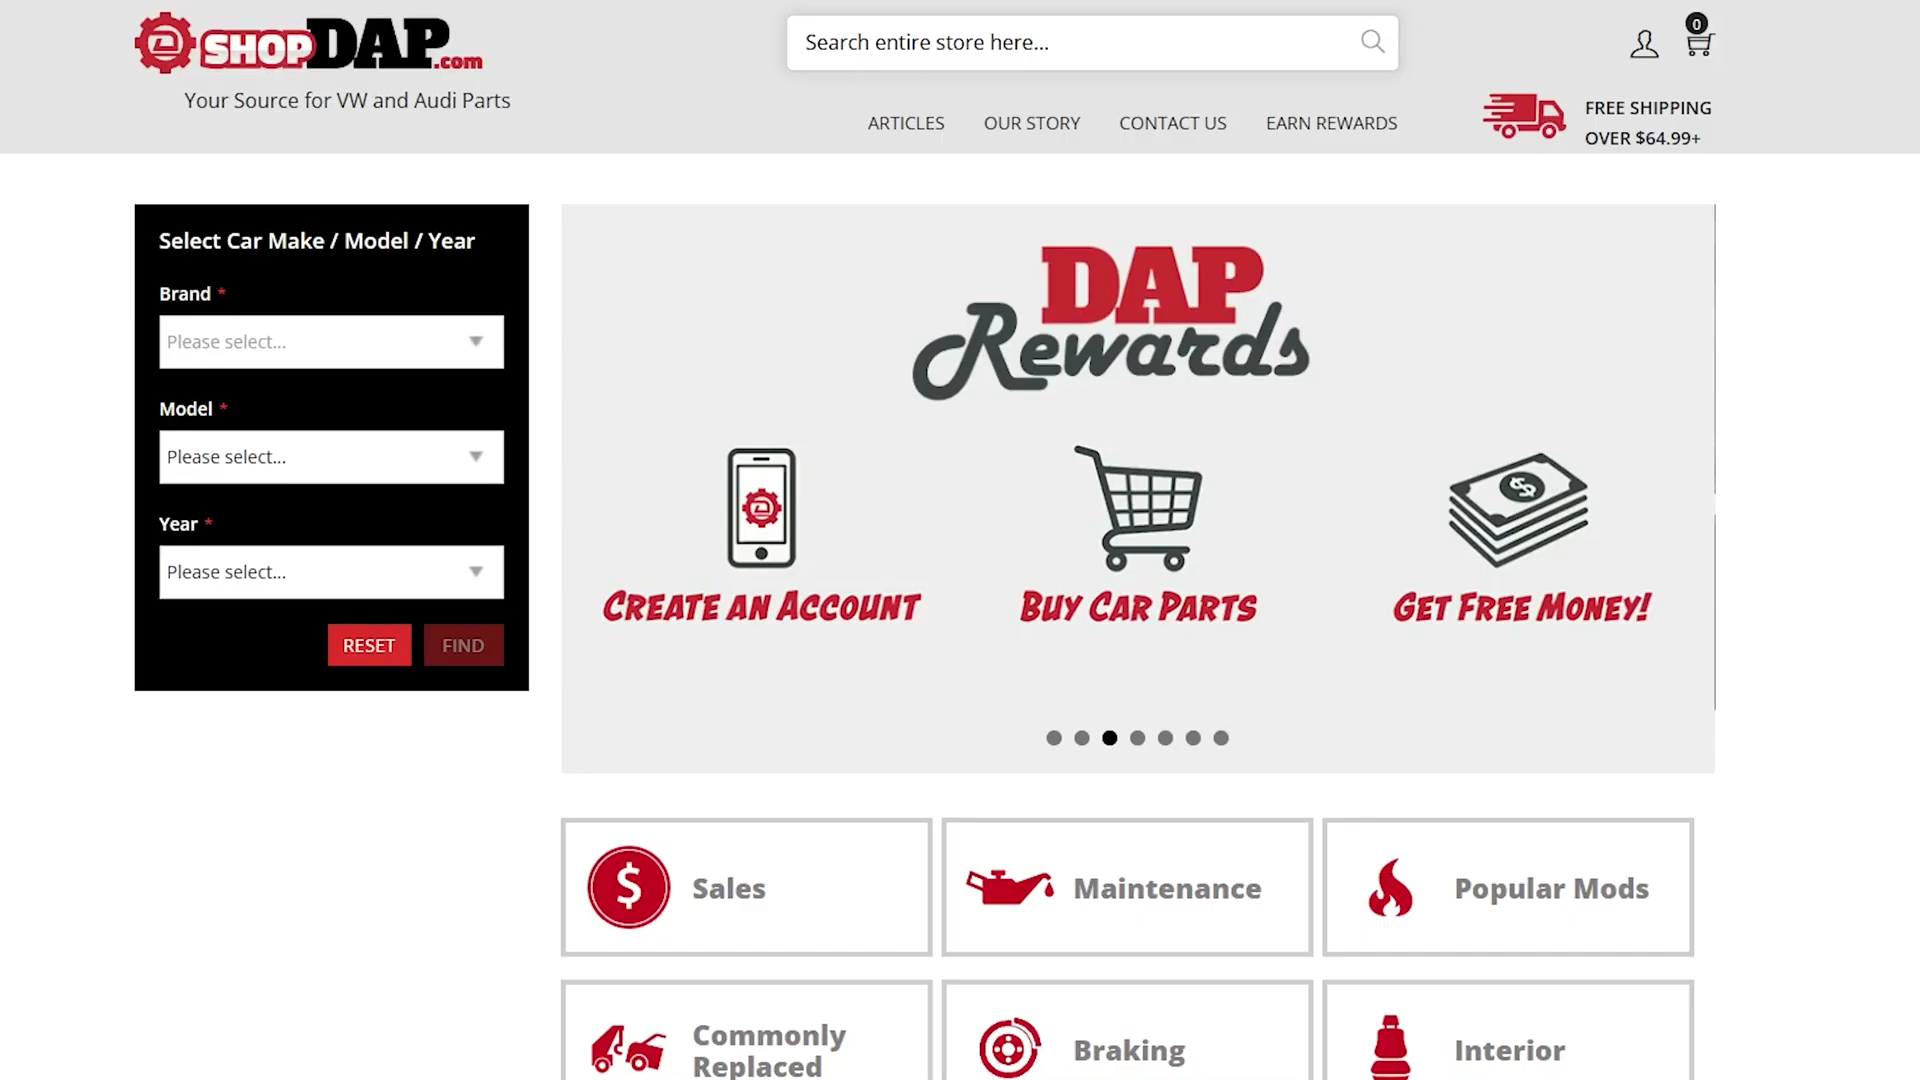 SHOPDAP.com
Your Source for VW and Audi Parts
Search entire store here...
0
ARTICLES OUR STORY CONTACT US EARN REWARDS
FREE SHIPPING
OVER $64.99+
Select Car Make / Model / Year
Brand *
Please select...
Model *
Please select...
Year *
Please select...
RESET FIND
DAP
Rewards
CREATE AN ACCOUNT
BUY CAR PARTS
GET FREE MONEY!
Sales
Maintenance
Popular Mods
Commonly
Replaced
Braking
Interior